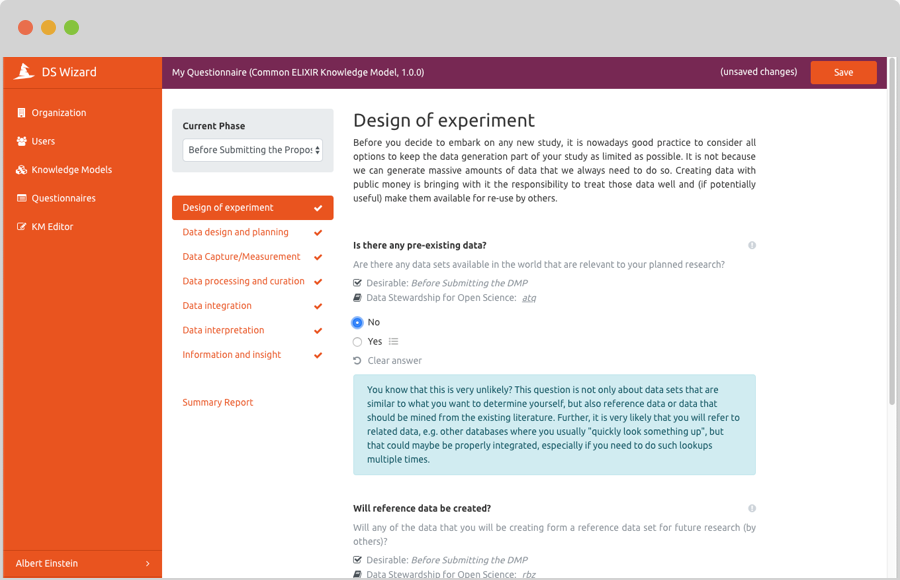 DS Wizard
My Questionnaire (Common ELIXIR Knowledge Model, 1.0.0)
(unsaved changes)
Save
Organization
Users
Knowledge Models
Questionnaires
KM Editor
Albert Einstein
Current Phase
Before Submitting the Propo
Design of experiment
Data design and planning
Data Capture/Measurement
Data processing and curation
Data integration
Data interpretation
Information and insight
Summary Report
Design of experiment
Before you decide to embark on any new study, it is nowadays good practice to consider all
options to keep the data generation part of your study as limited as possible. It is not because
we can generate massive amounts of data that we always need to do so. Creating data with
public money is bringing with it the responsibility to treat those data well and (if potentially
useful) make them available for re-use by others.
Is there any pre-existing data?
Are there any data sets available in the world that are relevant to your planned research?
Desirable: Before Submitting the DMP
Data Stewardship for Open Science: atq
No
Yes
Clear answer
You know that this is very unlikely? This question is not only about data sets that are
similar to what you want to determine yourself, but also reference data or data that
should be mined from the existing literature. Further, it is very likely that you will refer to
related data, e.g. other databases where you usually "quickly look something up", but
that could maybe be properly integrated, especially if you need to do such lookups
multiple times.
Will reference data be created?
Will any of the data that you will be creating form a reference data set for future research (by
others)?
Desirable: Before Submitting the DMP
Data Stewardship for Open Science: rbz